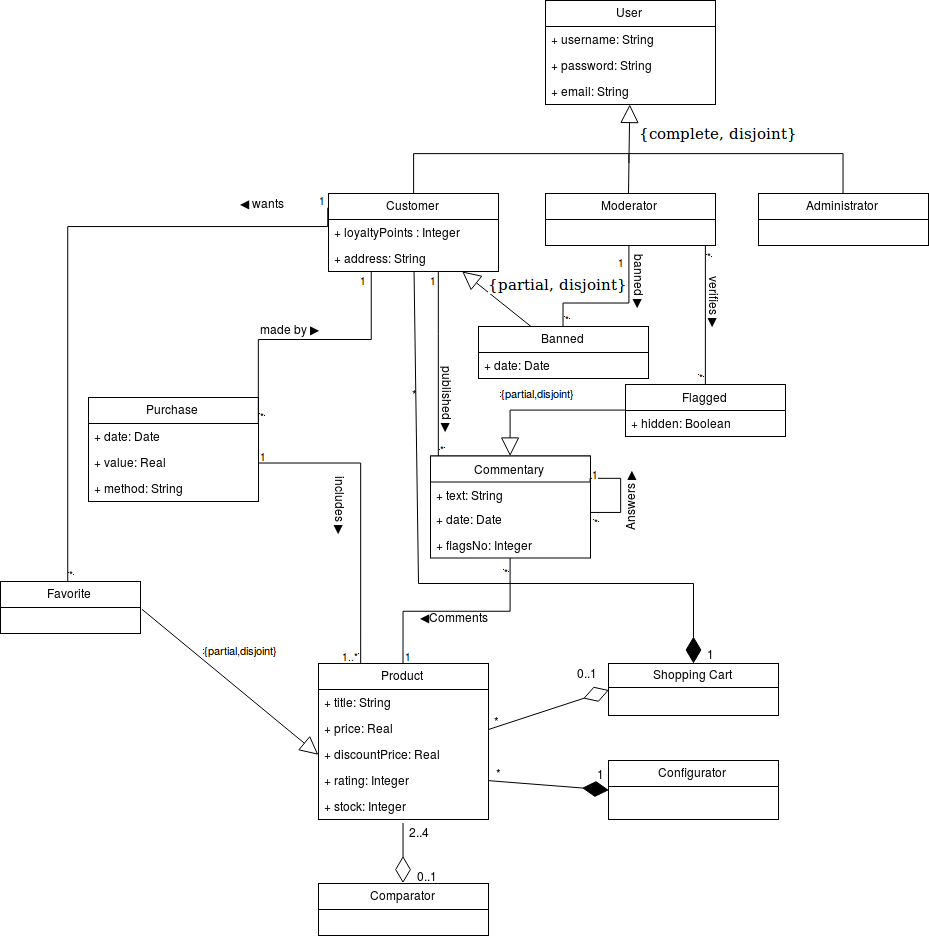 User
+ username: String
+ password: String
+ email: String
{complete, disjoint}
◀ wants
1
Customer
+ loyaltyPoints : Integer
+ address: String
Moderator
Administrator
1
1
1
banned ▶
*
verifies ▶
{partial, disjoint}
made by ▶
*
Banned
+ date: Date
*
:{partial,disjoint}
Flagged
+ hidden: Boolean
*
published ▶
Purchase
+ date: Date
+ value: Real
+ method: String
*
1
*
Commentary
+ text: String
+ date: Date
+ flagsNo: Integer
1
*
Answers ▶
includes ▶
*
*
Favorite
◀Comments
:{partial,disjoint}
1..*
1
1
Product
+ title: String
+ price: Real
+ discountPrice: Real
+ rating: Integer
+ stock: Integer
0..1
*
Shopping Cart
*
1
Configurator
2..4
0..1
Comparator